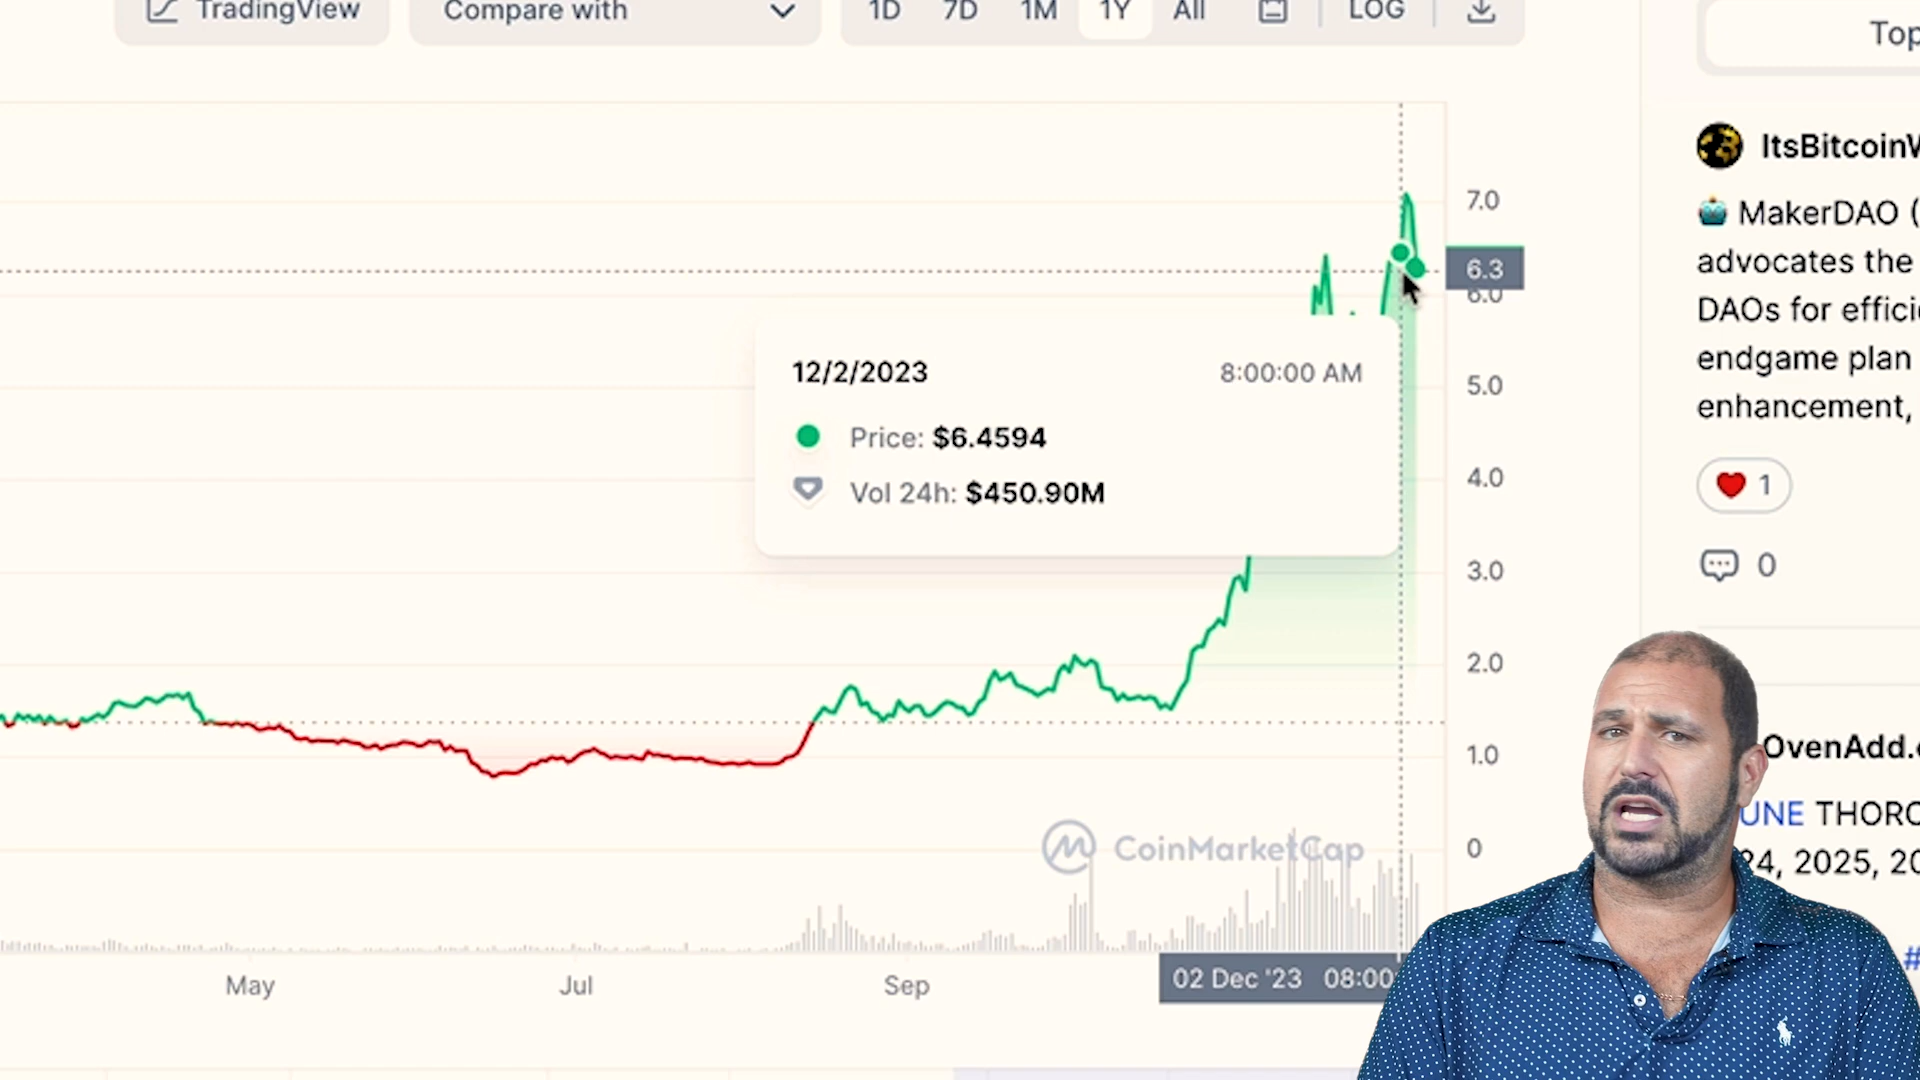 TradingView
Compare with
1D 7D 1M 1Y All LOG
Top
ItsBitcoinW
MakerDAO (
advocates the
DAOs for effici
endgame plan
enhancement,
1
0
7.0
6.3
6.0
5.0
4.0
3.0
2.0
1.0
0
12/2/2023 8:00:00 AM
Price: $6.4594
Vol 24h: $450.90M
CoinMarketCap
OvenAdd.
UNE THORC
24, 2025, 20
#
May Jul Sep
02 Dec '23 08:00